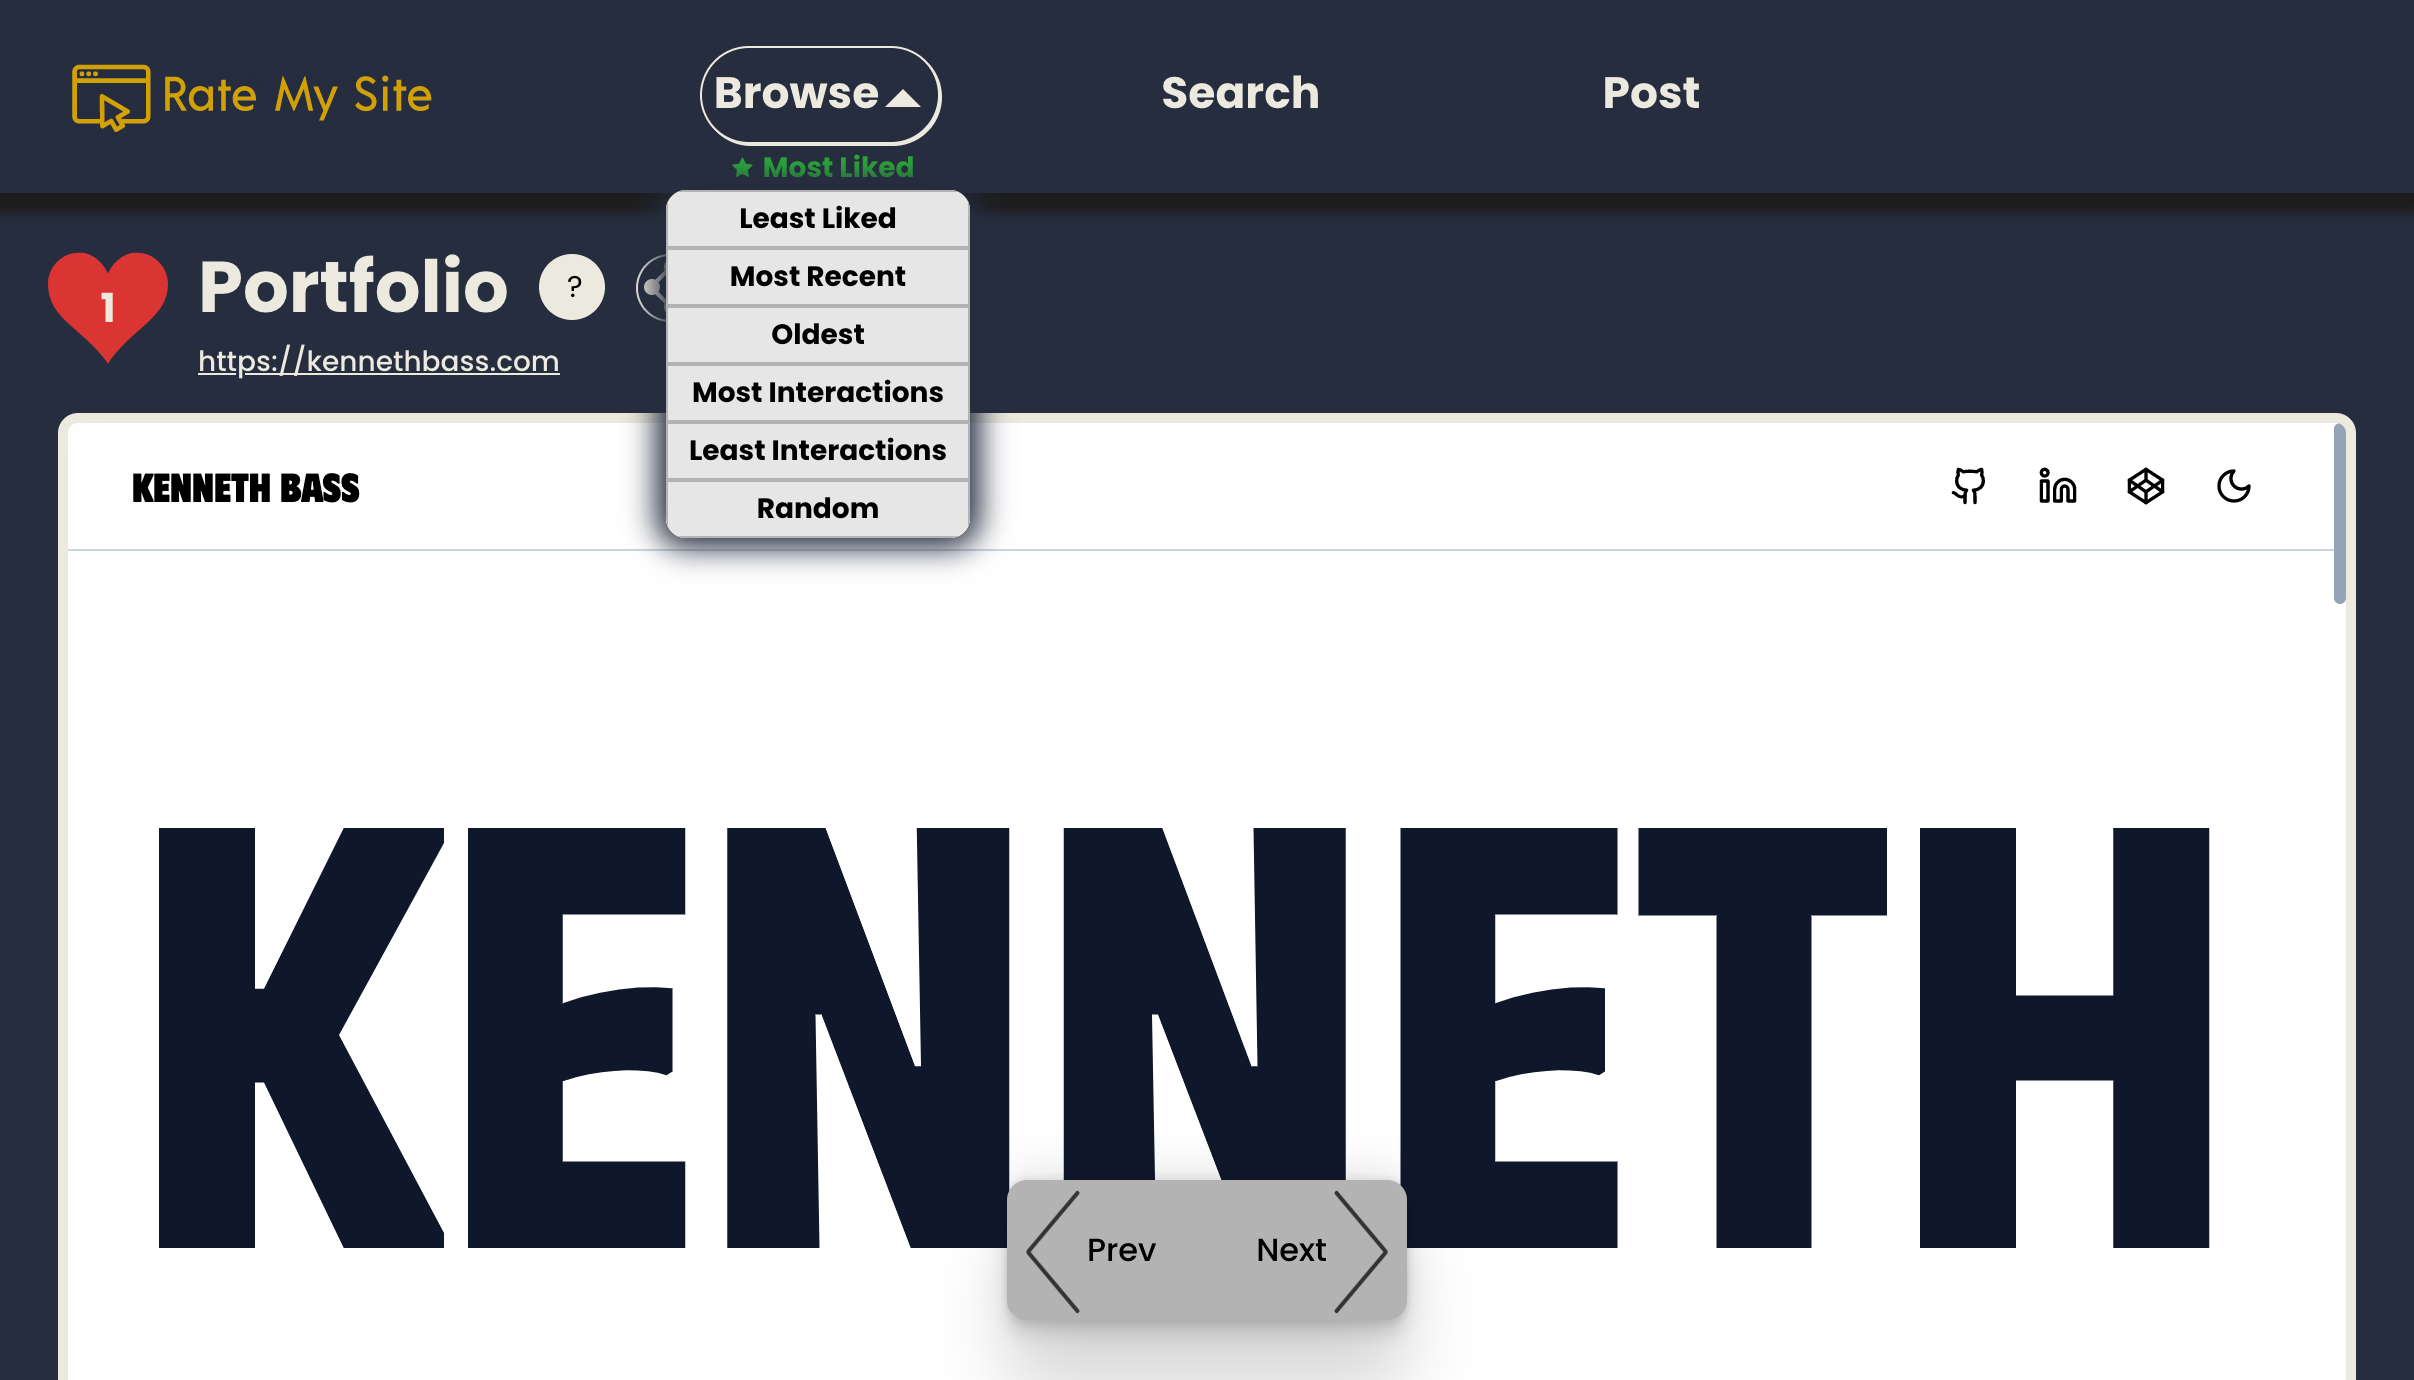 Rate My Site
Browse
Search
Post
Most Liked
Least Liked
Most Recent
Oldest
Most Interactions
Least Interactions
Random
1
Portfolio
?
https://kennethbass.com
KENNETH BASS
KENNETH
Prev
Next